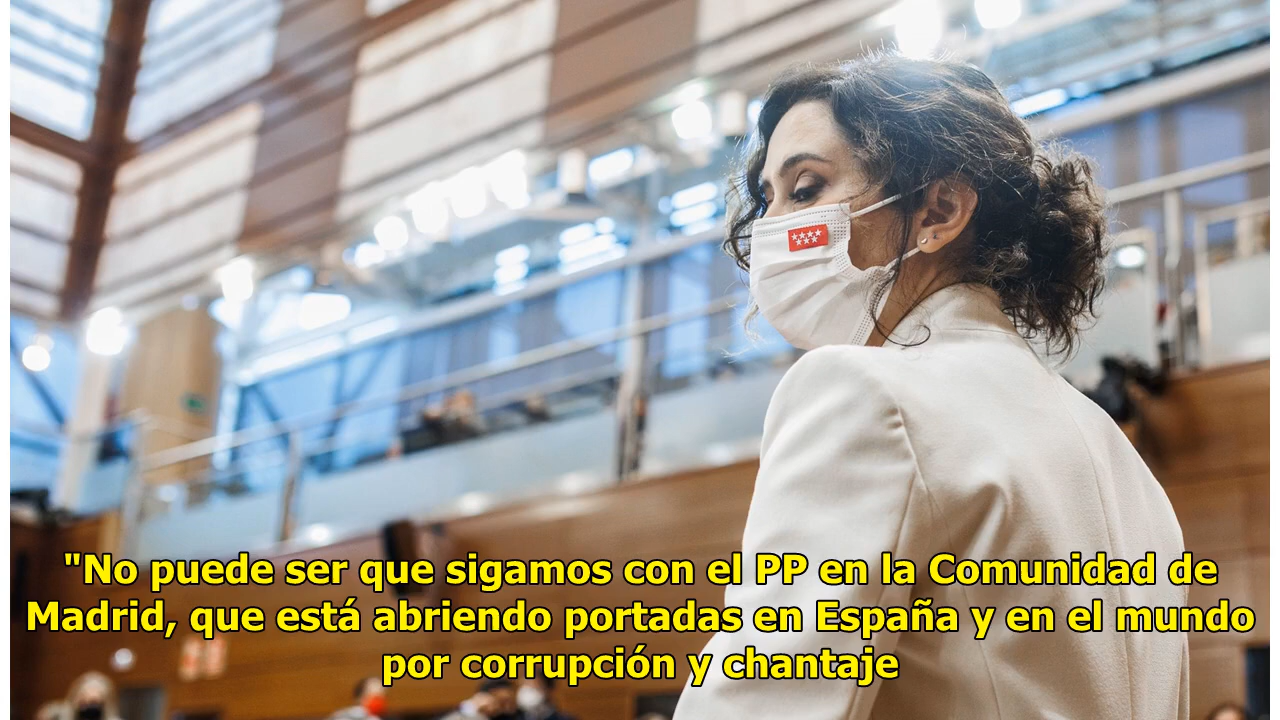 "No puede ser que sigamos con el PP en la Comunidad de
Madrid, que está abriendo portadas en España y en el mundo
por corrupción y chantaje